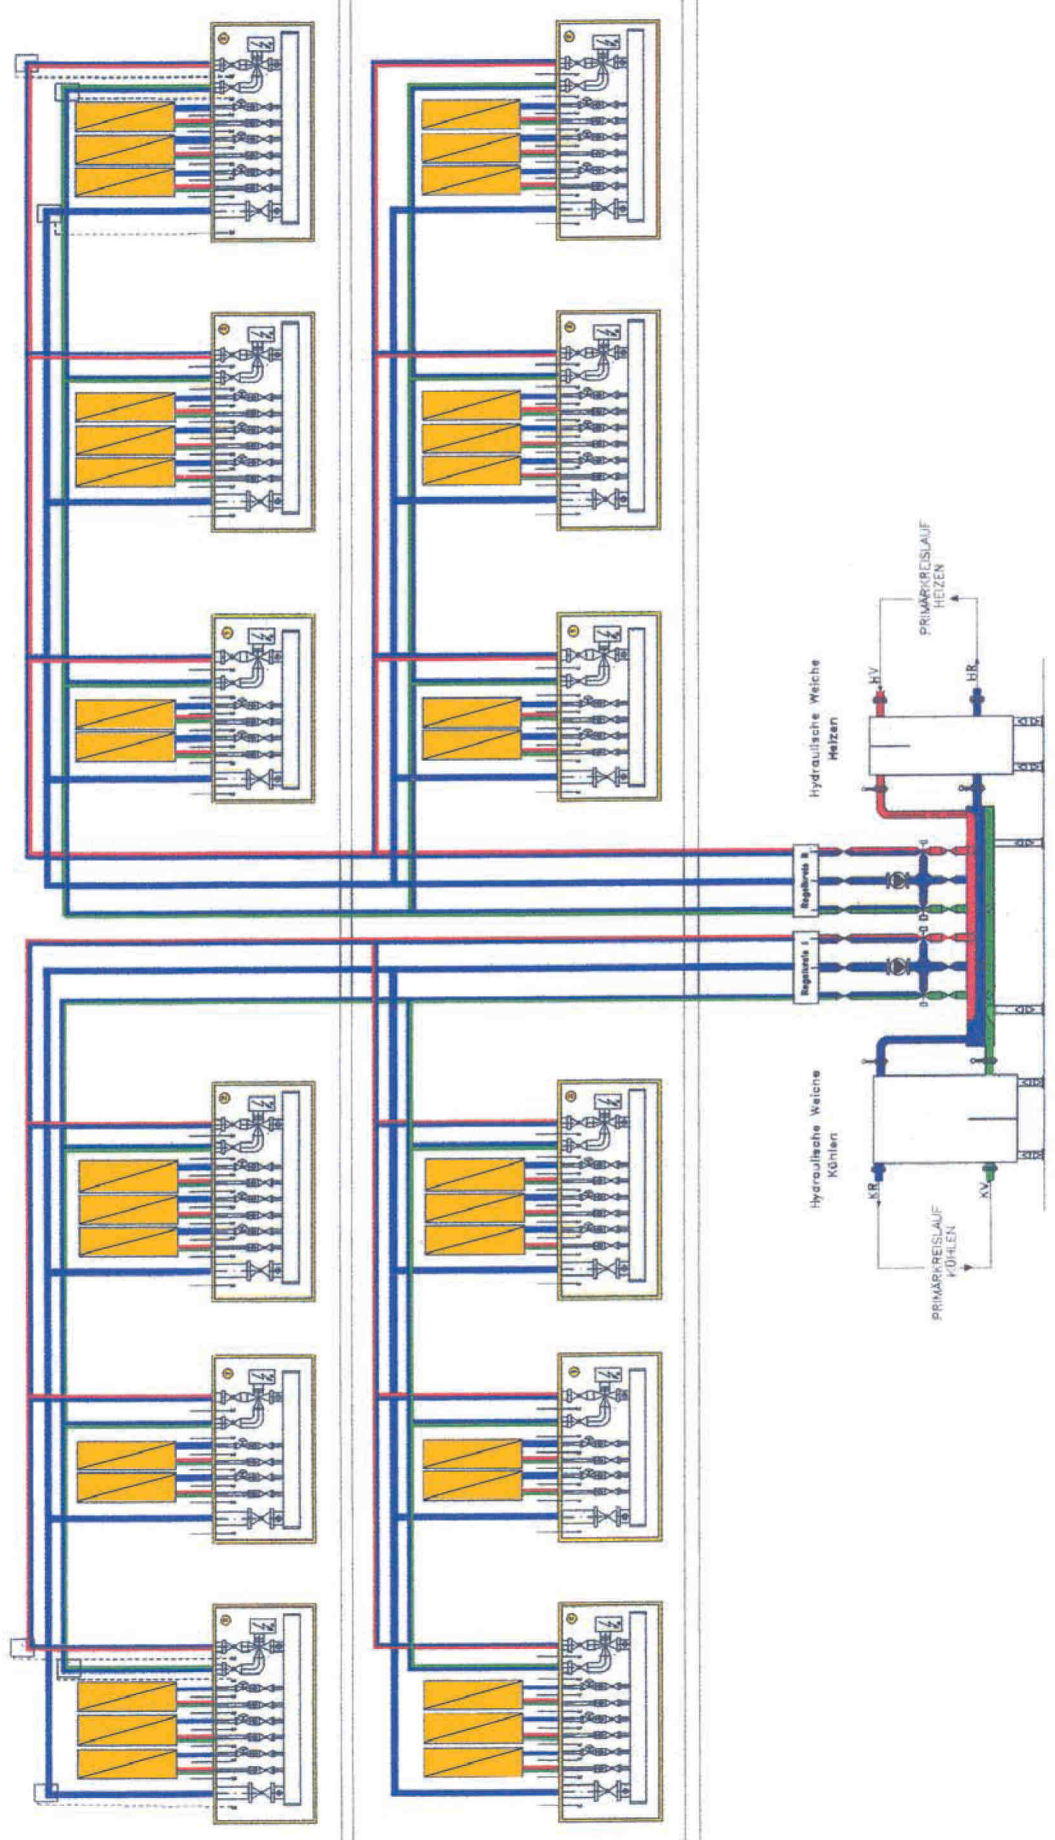 PRIMÄRKREISLAUF
HEIZEN
HV
HR
Hydraulische Weiche
Heizen
Regelkreis II
Regelkreis I
Hydraulische Weiche
Kühlen
KR
KV
PRIMÄRKREISLAUF
KÜHLEN